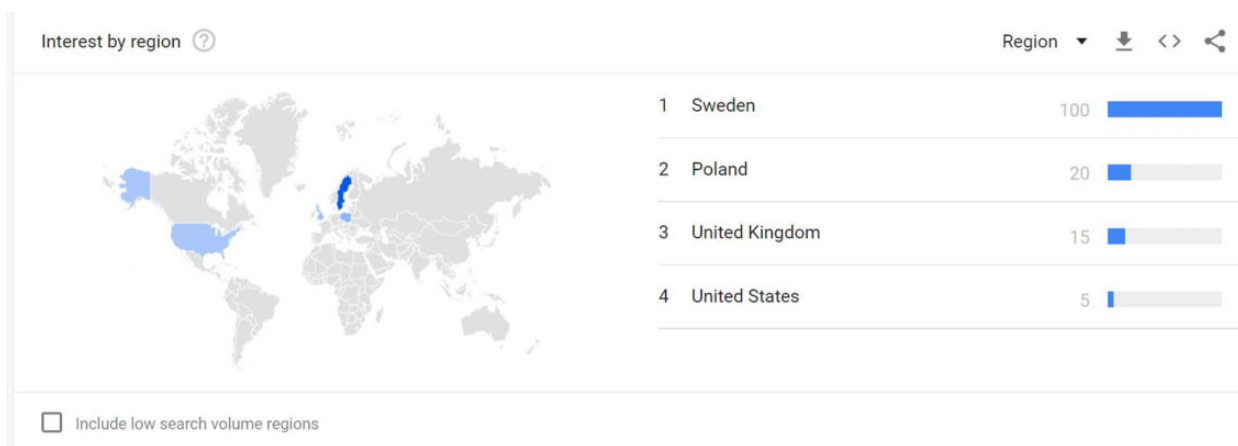 Interest by region
Region
1 Sweden 100
2 Poland 20
3 United Kingdom 15
4 United States 5
Include low search volume regions